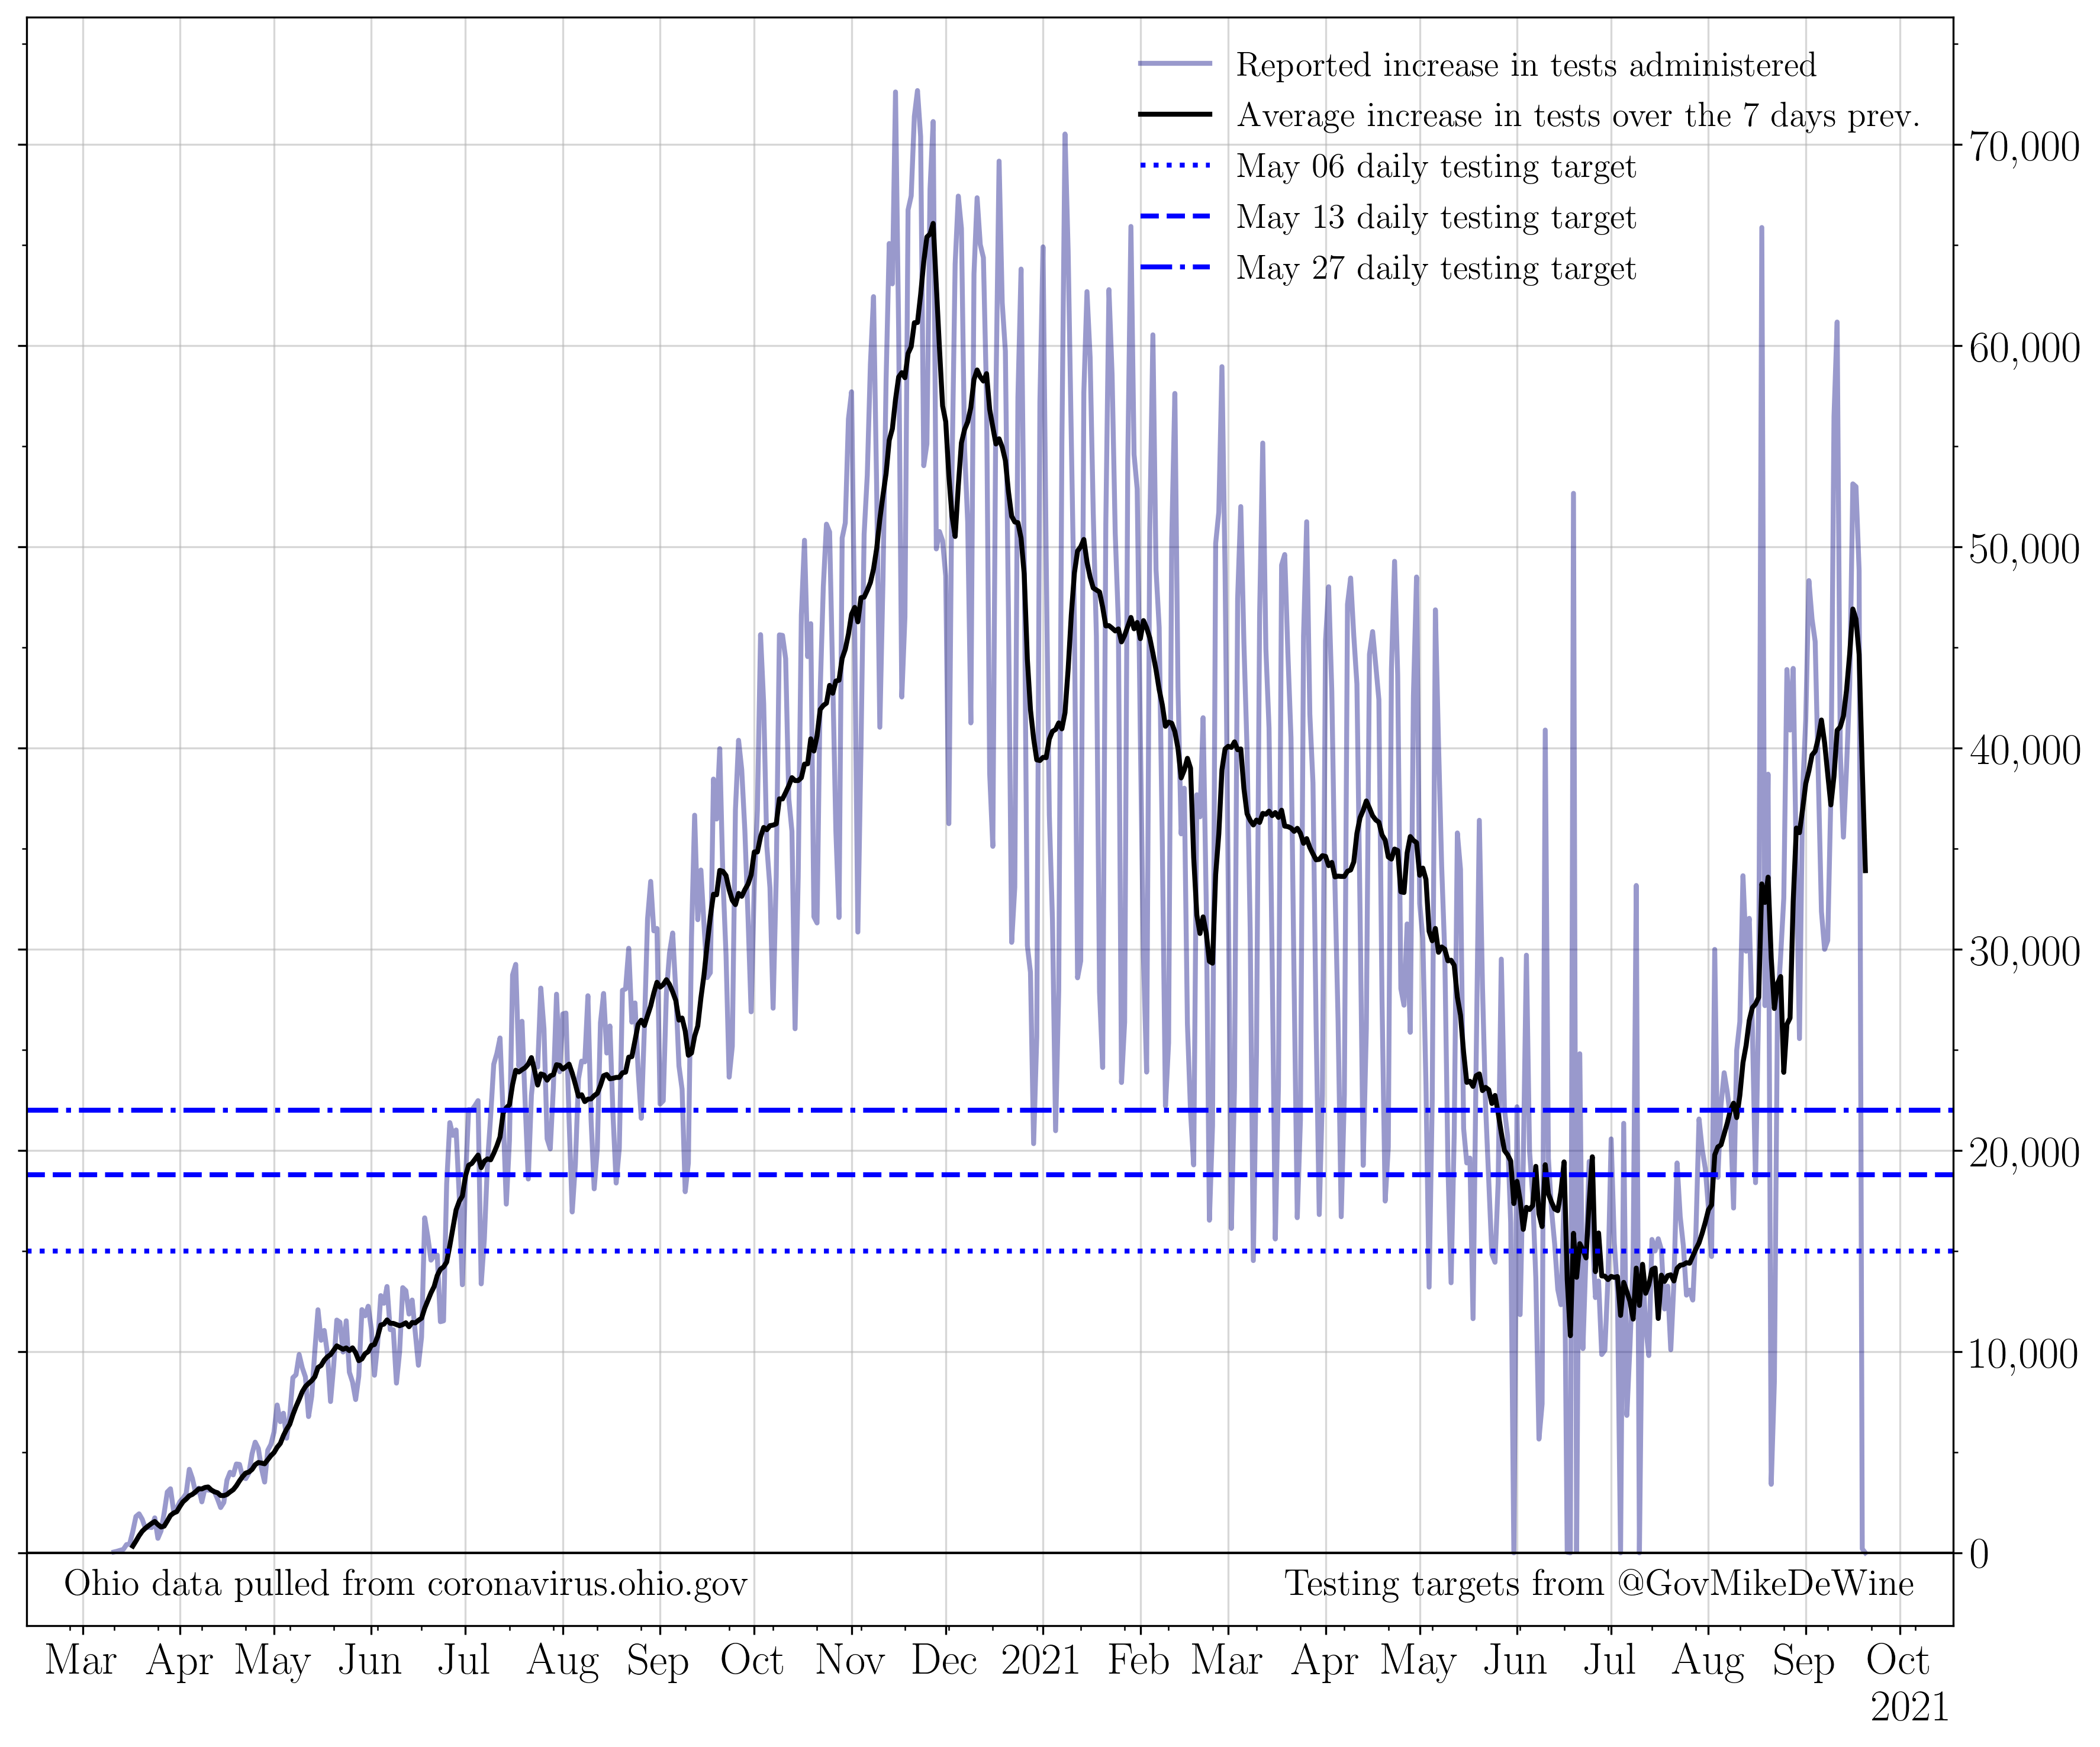 Reported increase in tests administered
Average increase in tests over the 7 days prev.
May 06 daily testing target
May 13 daily testing target
May 27 daily testing target
70,000
60,000
50,000
40,000
30,000
20,000
10,000
0
Ohio data pulled from coronavirus.ohio.gov
Testing targets from @GovMikeDeWine
Mar Apr May Jun Jul Aug Sep Oct Nov Dec 2021 Feb Mar Apr May Jun Jul Aug Sep Oct
2021